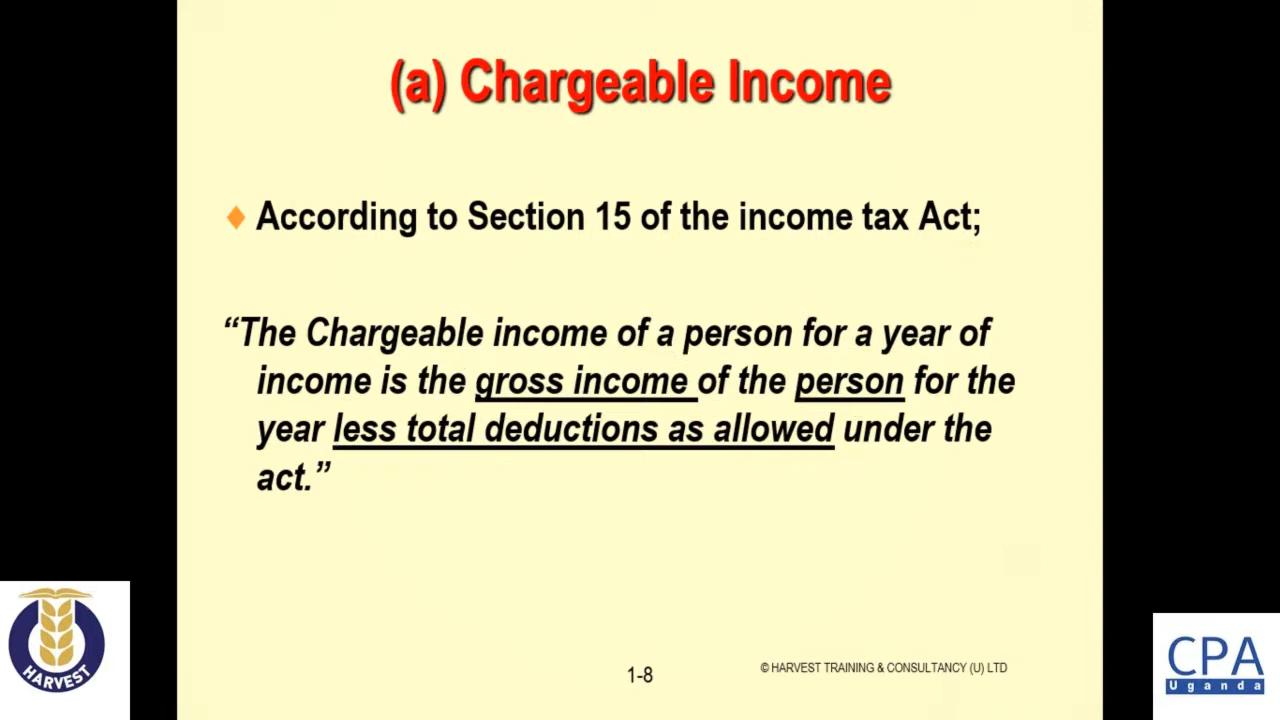 (a) Chargeable Income
♦ According to Section 15 of the income tax Act;
“The Chargeable income of a person for a year of
income is the gross income of the person for the
year less total deductions as allowed under the
act.”
HARVEST
1-8
© HARVEST TRAINING & CONSULTANCY (U) LTD
CPA
Uganda